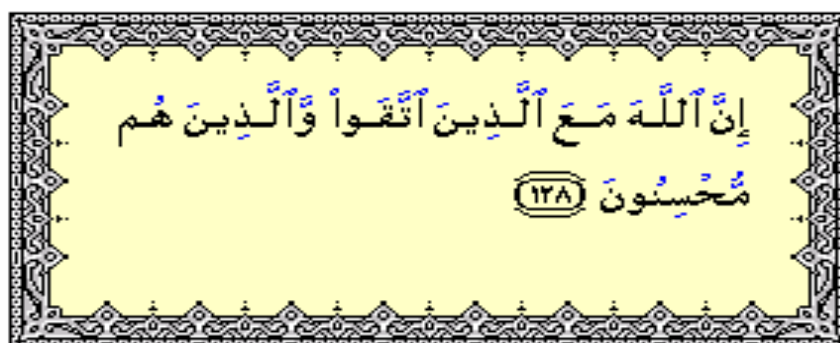 إِنَّ ٱللَّهَ مَعَ ٱلَّذِينَ ٱتَّقَوا۟ وَّٱلَّذِينَ هُم
مُّحْسِنُونَ ١٢٨